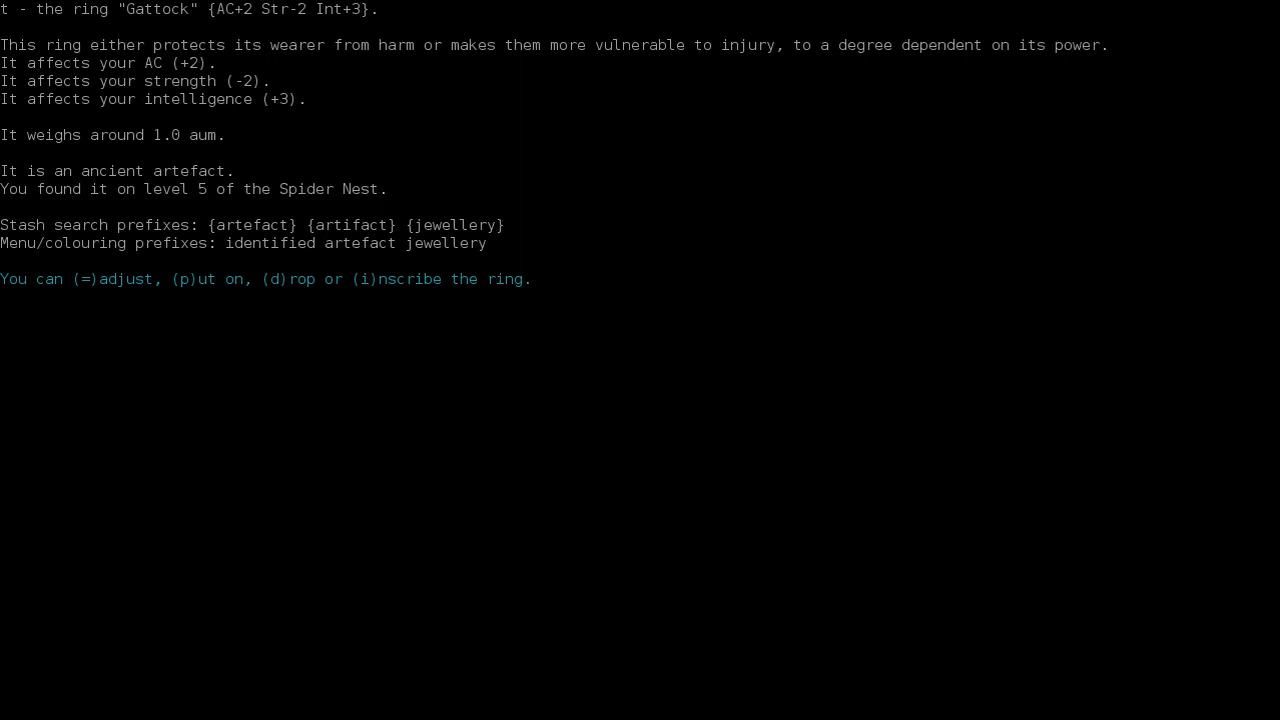 t - the ring "Gattock" {AC+2 Str-2 Int+3}.
This ring either protects its wearer from harm or makes them more vulnerable to injury, to a degree dependent on its power.
It affects your AC (+2).
It affects your strength (-2).
It affects your intelligence (+3).
It weighs around 1.0 aum.
It is an ancient artefact.
You found it on level 5 of the Spider Nest.
Stash search prefixes: {artefact} {artifact} {jewellery}
Menu/colouring prefixes: identified artefact jewellery
You can (=)adjust, (p)ut on, (d)rop or (i)nscribe the ring.